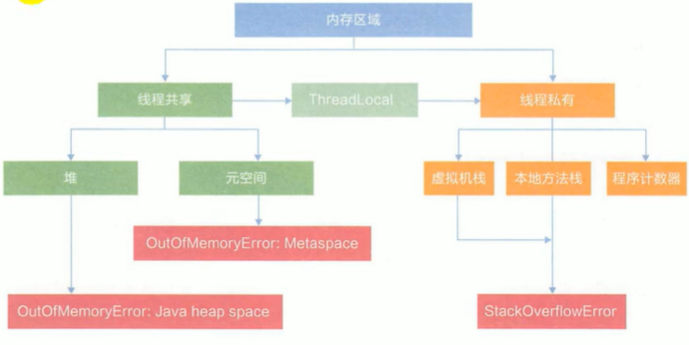 内存区域
线程共享
ThreadLocal
线程私有
堆
元空间
虚拟机栈
本地方法栈
程序计数器
OutOfMemoryError: Metaspace
OutOfMemoryError: Java heap space
StackOverflowError